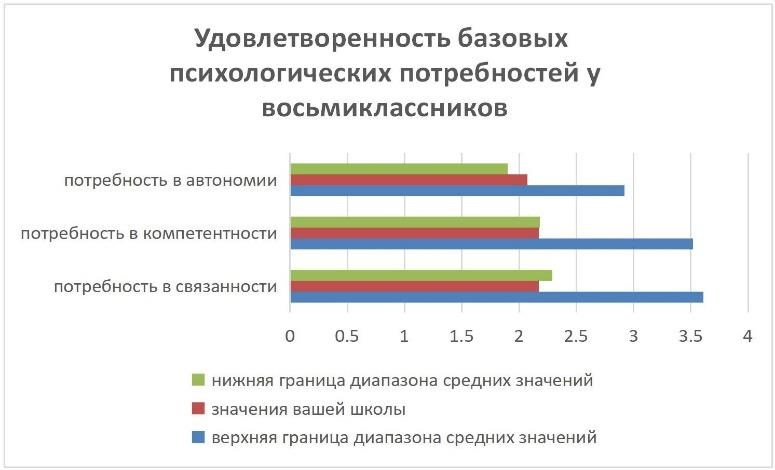 Удовлетворенность базовых
психологических потребностей у
восьмиклассников
потребность в автономии
потребность в компетентности
потребность в связанности
0 0.5 1 1.5 2 2.5 3 3.5 4
нижняя граница диапазона средних значений
значения вашей школы
верхняя граница диапазона средних значений